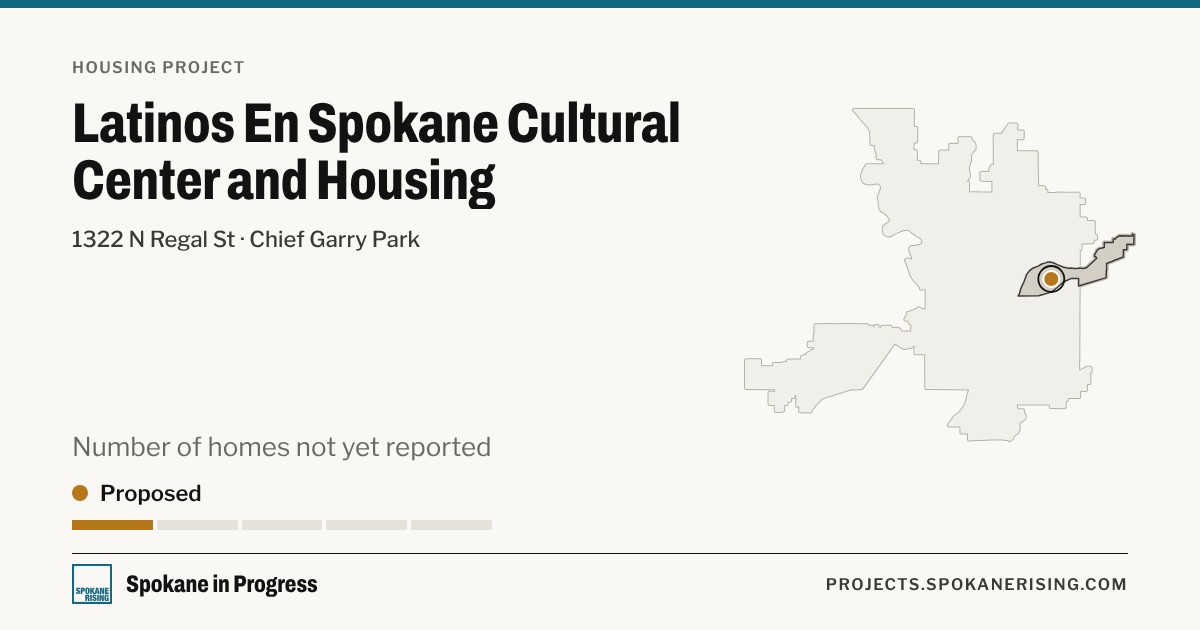 HOUSING PROJECT
Latinos En Spokane Cultural
Center and Housing
1322 N Regal St · Chief Garry Park
Number of homes not yet reported
Proposed
SPOKANE
RISING
Spokane in Progress
PROJECTS.SPOKANERISING.COM